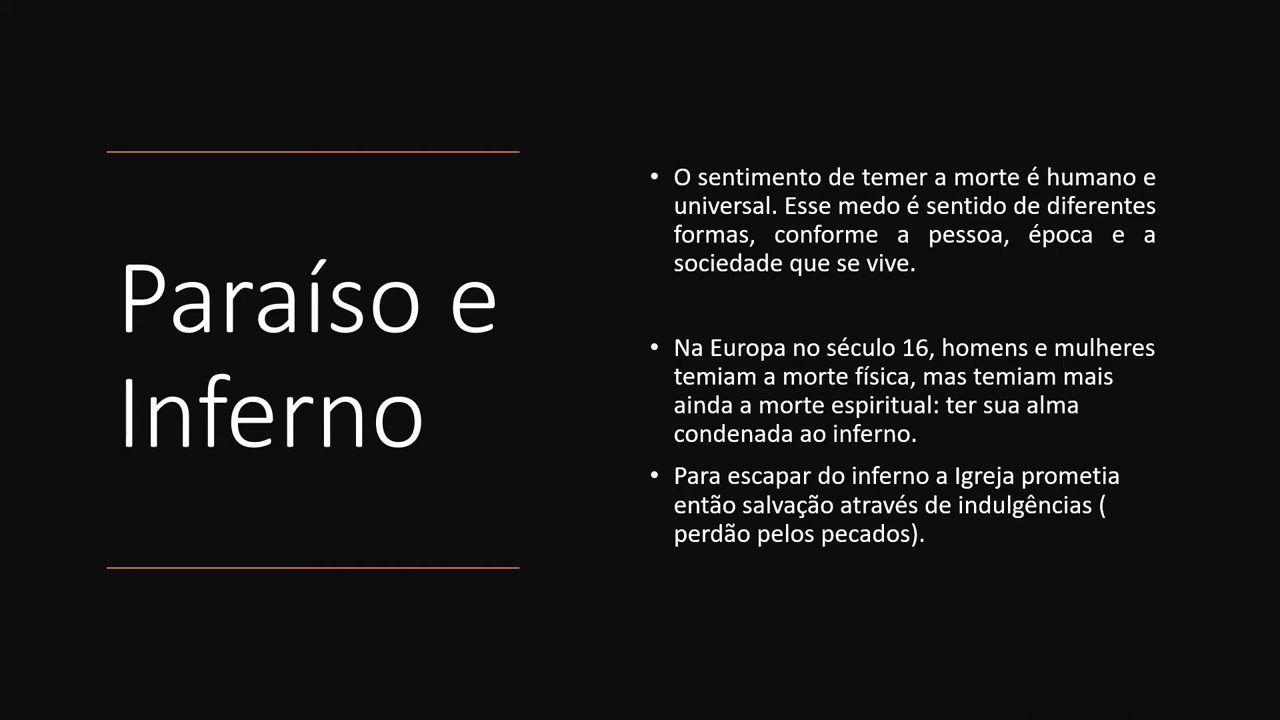 Paraíso e
Inferno
• O sentimento de temer a morte é humano e
universal. Esse medo é sentido de diferentes
formas, conforme a pessoa, época e a
sociedade que se vive.
• Na Europa no século 16, homens e mulheres
temiam a morte física, mas temiam mais
ainda a morte espiritual: ter sua alma
condenada ao inferno.
• Para escapar do inferno a Igreja prometia
então salvação através de indulgências (
perdão pelos pecados).